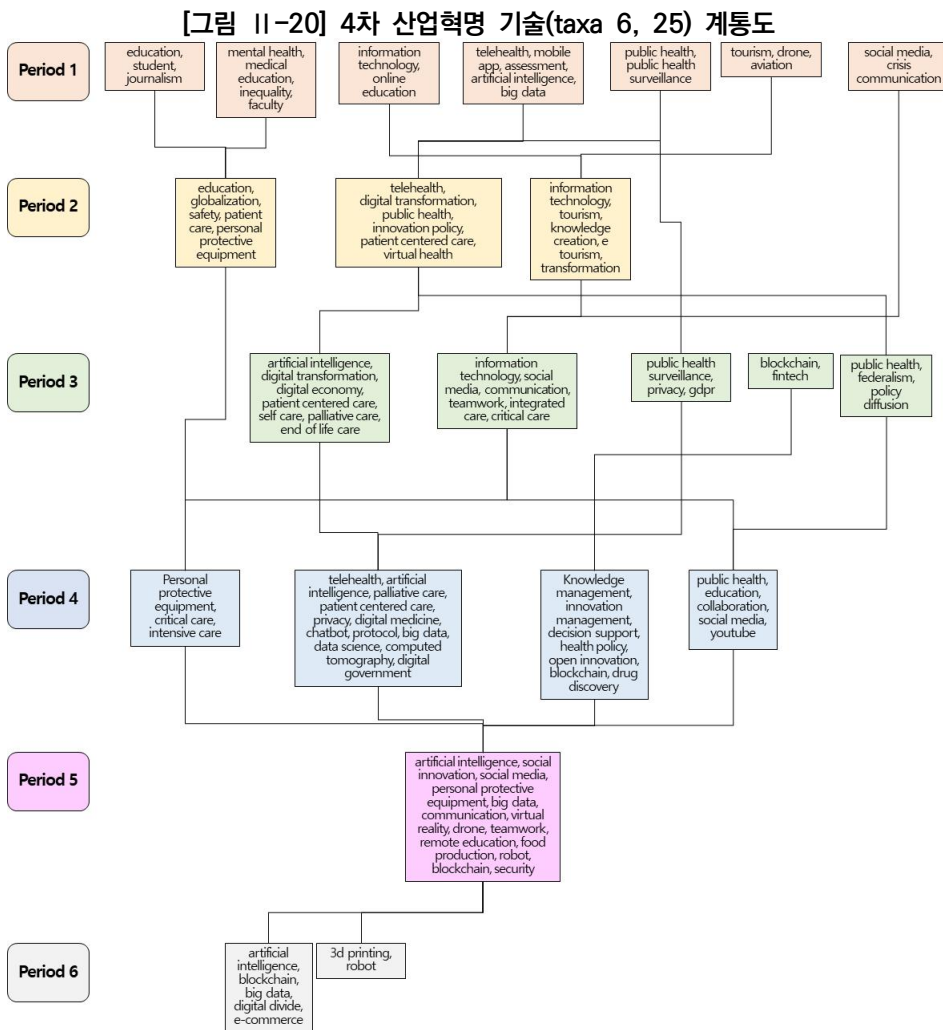 [그림 Ⅱ-20] 4차 산업혁명 기술(taxa 6, 25) 계통도
Period 1
education,
student,
journalism
mental health,
medical
education,
inequality,
faculty
information
technology,
online
education
telehealth, mobile
app, assessment,
artificial intelligence,
big data
public health,
public health
surveillance
tourism, drone,
aviation
social media,
crisis
communication
Period 2
education,
globalization,
safety, patient
care, personal
protective
equipment
telehealth,
digital transformation,
public health,
innovation policy,
patient centered care,
virtual health
information
technology,
tourism,
knowledge
creation, e
tourism,
transformation
Period 3
artificial intelligence,
digital transformation,
digital economy,
patient centered care,
self care, palliative care,
end of life care
information
technology, social
media, communication,
teamwork, integrated
care, critical care
public health
surveillance,
privacy, gdpr
blockchain,
fintech
public health,
federalism,
policy
diffusion
Period 4
Personal
protective
equipment,
critical care,
intensive care
telehealth, artificial
intelligence, palliative care,
patient centered care,
privacy, digital medicine,
chatbot, protocol, big data,
data science, computed
tomography, digital
government
Knowledge
management,
innovation
management,
decision support,
health policy,
open innovation,
blockchain, drug
discovery
public health,
education,
collaboration,
social media,
youtube
Period 5
artificial intelligence, social
innovation, social media,
personal protective
equipment, big data,
communication, virtual
reality, drone, teamwork,
remote education, food
production, robot,
blockchain, security
Period 6
artificial
intelligence,
blockchain,
big data,
digital divide,
e-commerce
3d printing,
robot